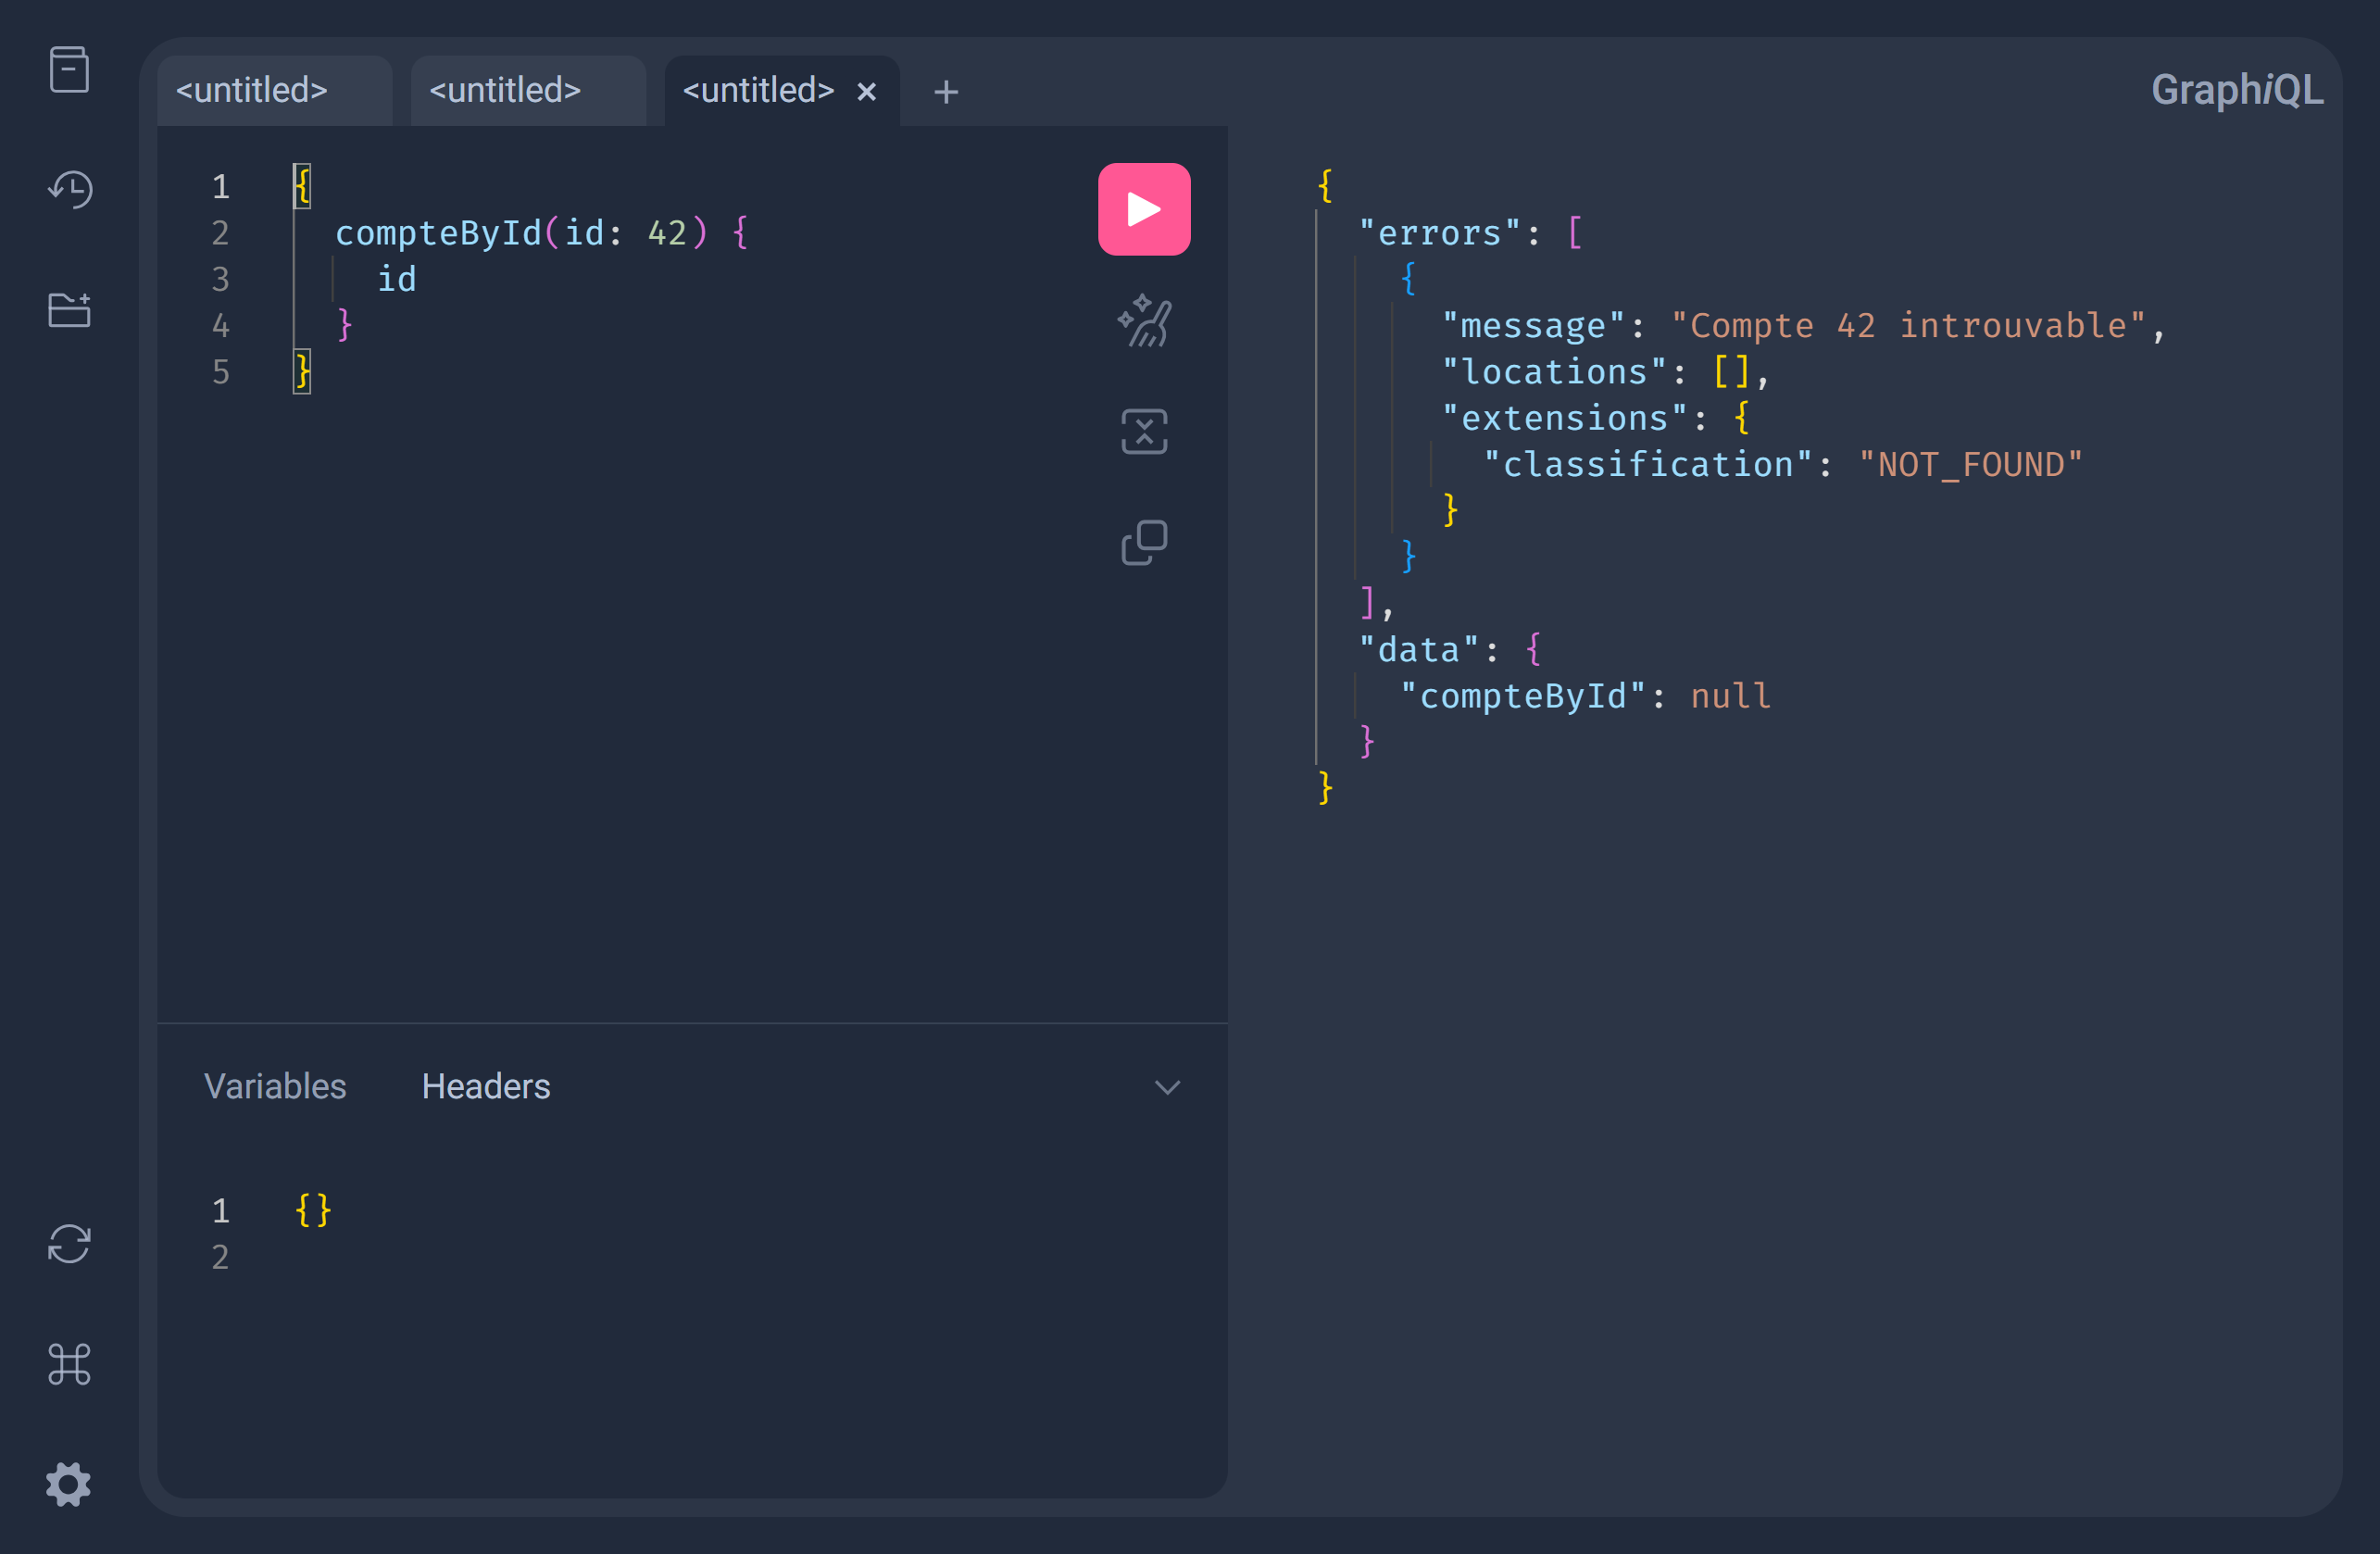 <untitled>
<untitled>
<untitled>
GraphiQL
1 {
2   compteById(id: 42) {
3     id
4   }
5 }
{
  "errors": [
    {
      "message": "Compte 42 introuvable",
      "locations": [],
      "extensions": {
        "classification": "NOT_FOUND"
      }
    }
  ],
  "data": {
    "compteById": null
  }
}
Variables Headers
1 {}
2